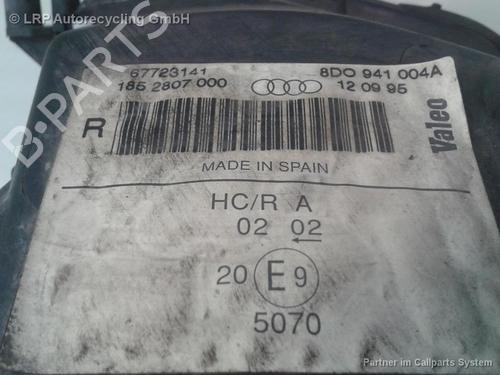 © LRP Autorecycling GmbH
67723141
185 2807 000
8D0 941 004A
12 09 95
R
Valeo
MADE IN SPAIN
HC/R A
02 02
20 E 9
5070
Partner im Callparts System